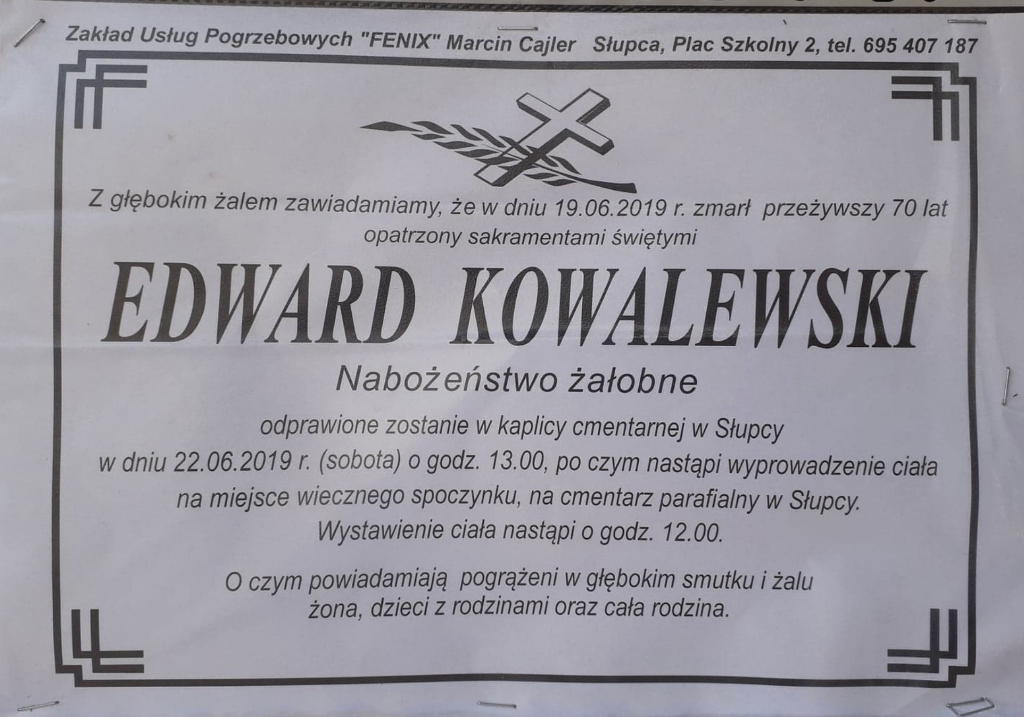 Zakład Usług Pogrzebowych "FENIX" Marcin Cajler Słupca, Plac Szkolny 2, tel. 695 407 187
Z głębokim żalem zawiadamiamy, że w dniu 19.06.2019 r. zmarł przeżywszy 70 lat
opatrzony sakramentami świętymi
EDWARD KOWALEWSKI
Nabożeństwo żałobne
odprawione zostanie w kaplicy cmentarnej w Słupcy
w dniu 22.06.2019 r. (sobota) o godz. 13.00, po czym nastąpi wyprowadzenie ciała
na miejsce wiecznego spoczynku, na cmentarz parafialny w Słupcy.
Wystawienie ciała nastąpi o godz. 12.00.
O czym powiadamiają pogrążeni w głębokim smutku i żalu
żona, dzieci z rodzinami oraz cała rodzina.